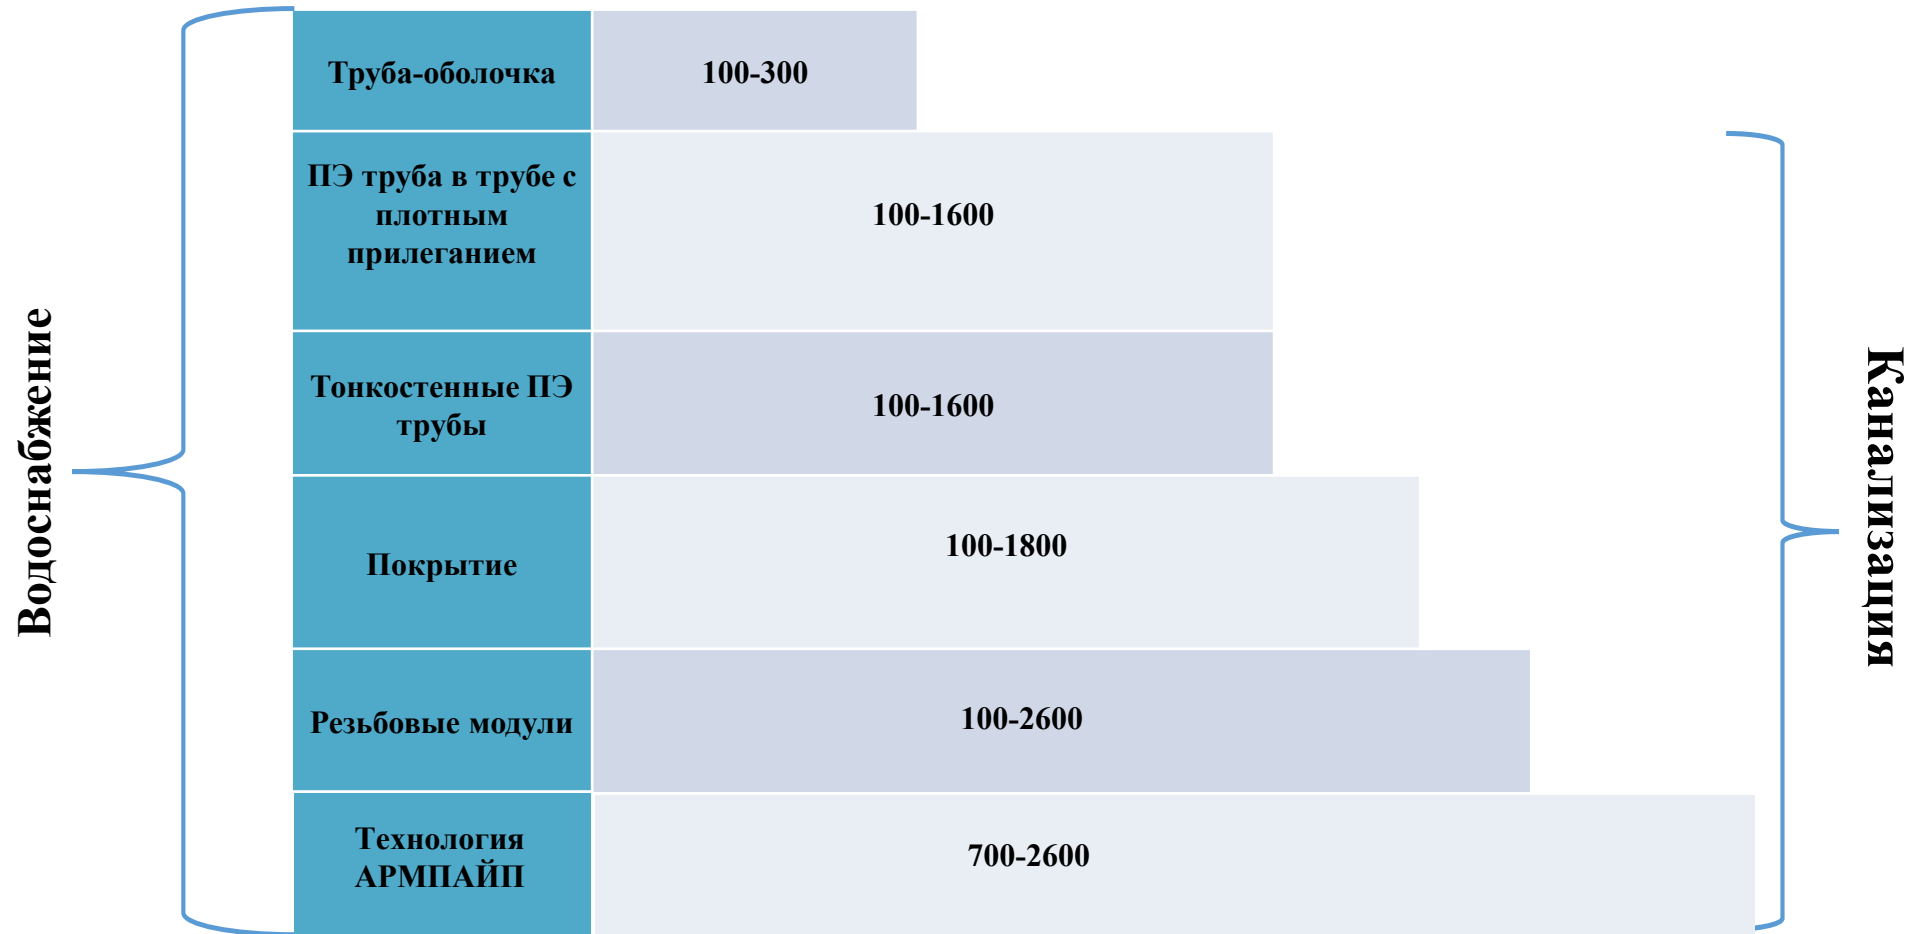 Водоснабжение
Труба-оболочка
100-300
ПЭ труба в трубе с
плотным
прилеганием
100-1600
Тонкостенные ПЭ
трубы
100-1600
Покрытие
100-1800
Резьбовые модули
100-2600
Технология
АРМПАЙП
700-2600
Канализация